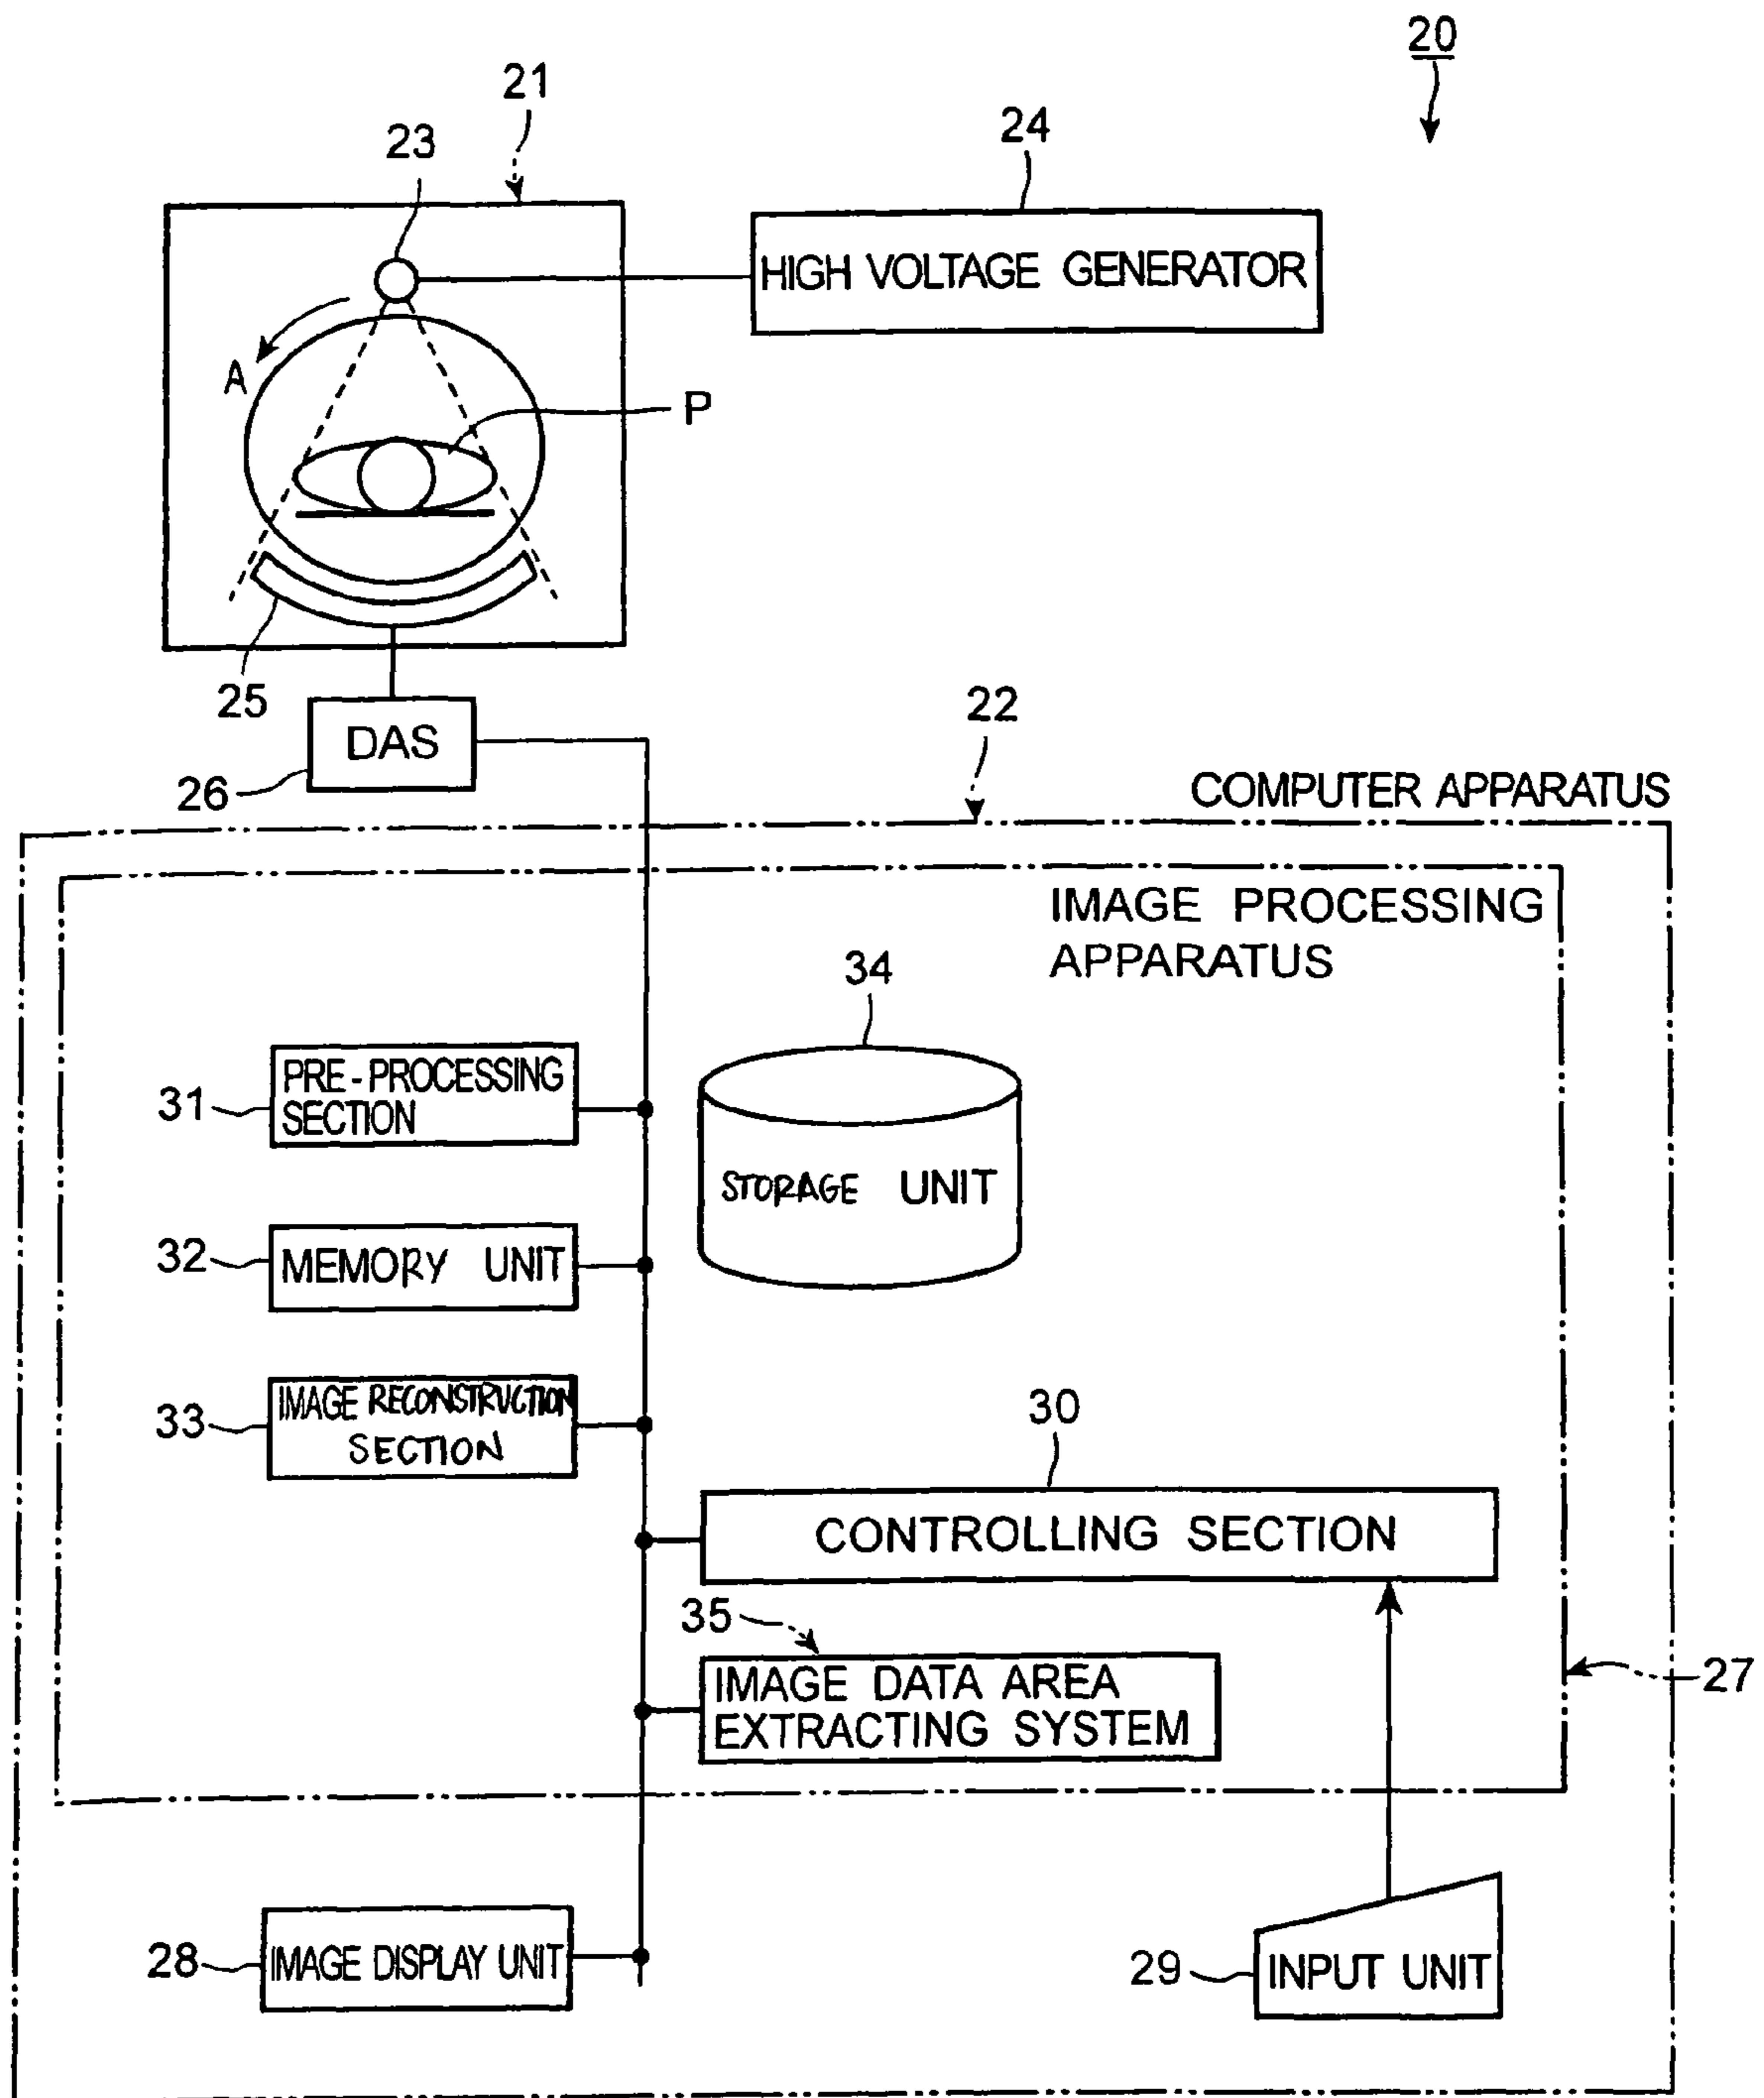 20
21
23
24
HIGH VOLTAGE GENERATOR
A
P
25
DAS
26
22
COMPUTER APPARATUS
IMAGE PROCESSING
APPARATUS
34
STORAGE UNIT
31
PRE-PROCESSING
SECTION
32
MEMORY UNIT
33
IMAGE RECONSTRUCTION
SECTION
30
CONTROLLING SECTION
35
IMAGE DATA AREA
EXTRACTING SYSTEM
27
28
IMAGE DISPLAY UNIT
29
INPUT UNIT